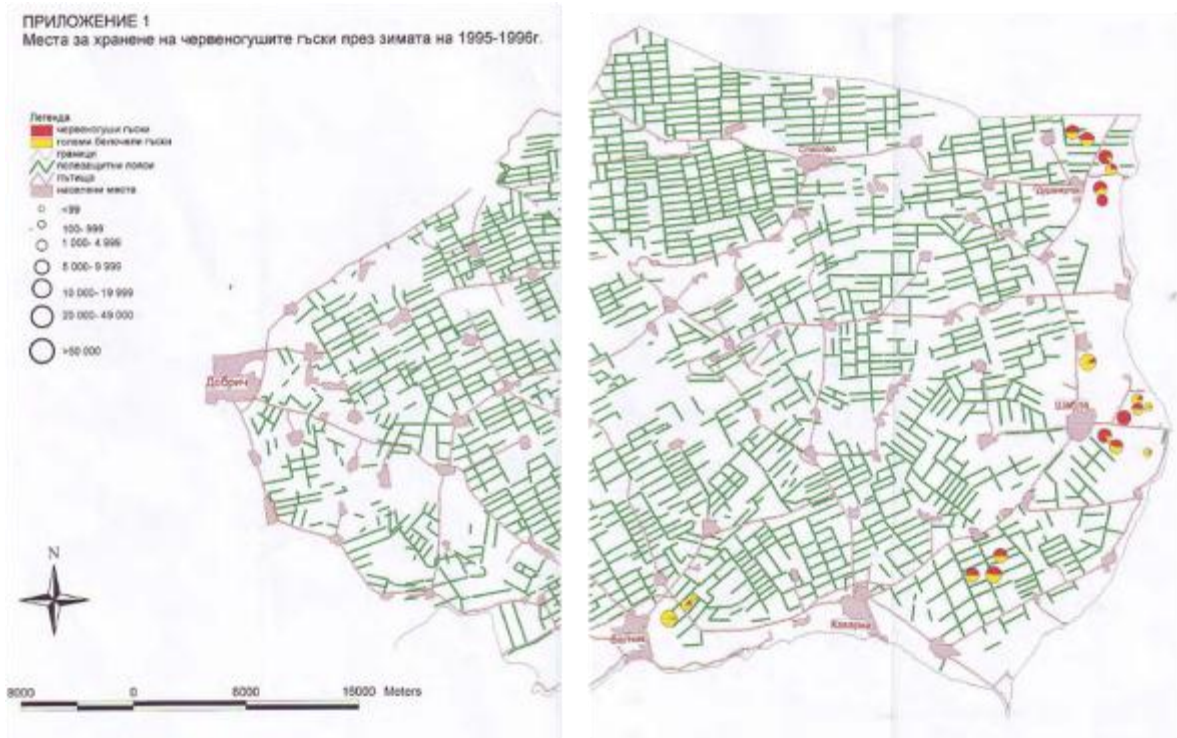 ПРИЛОЖЕНИЕ 1
Места за хранене на червеногушите гъски през зимата на 1995-1996г.
Легенда
червеногуши гъски
големи белочели гъски
граници
полезащитни пояси
пътища
населени места
<99
100- 999
1 000- 4 999
5 000- 9 999
10 000- 19 999
20 000- 49 000
>50 000
Спасово
Добрич
Шабла
N
Каварна
Балчик
8000 0 8000 16000 Meters